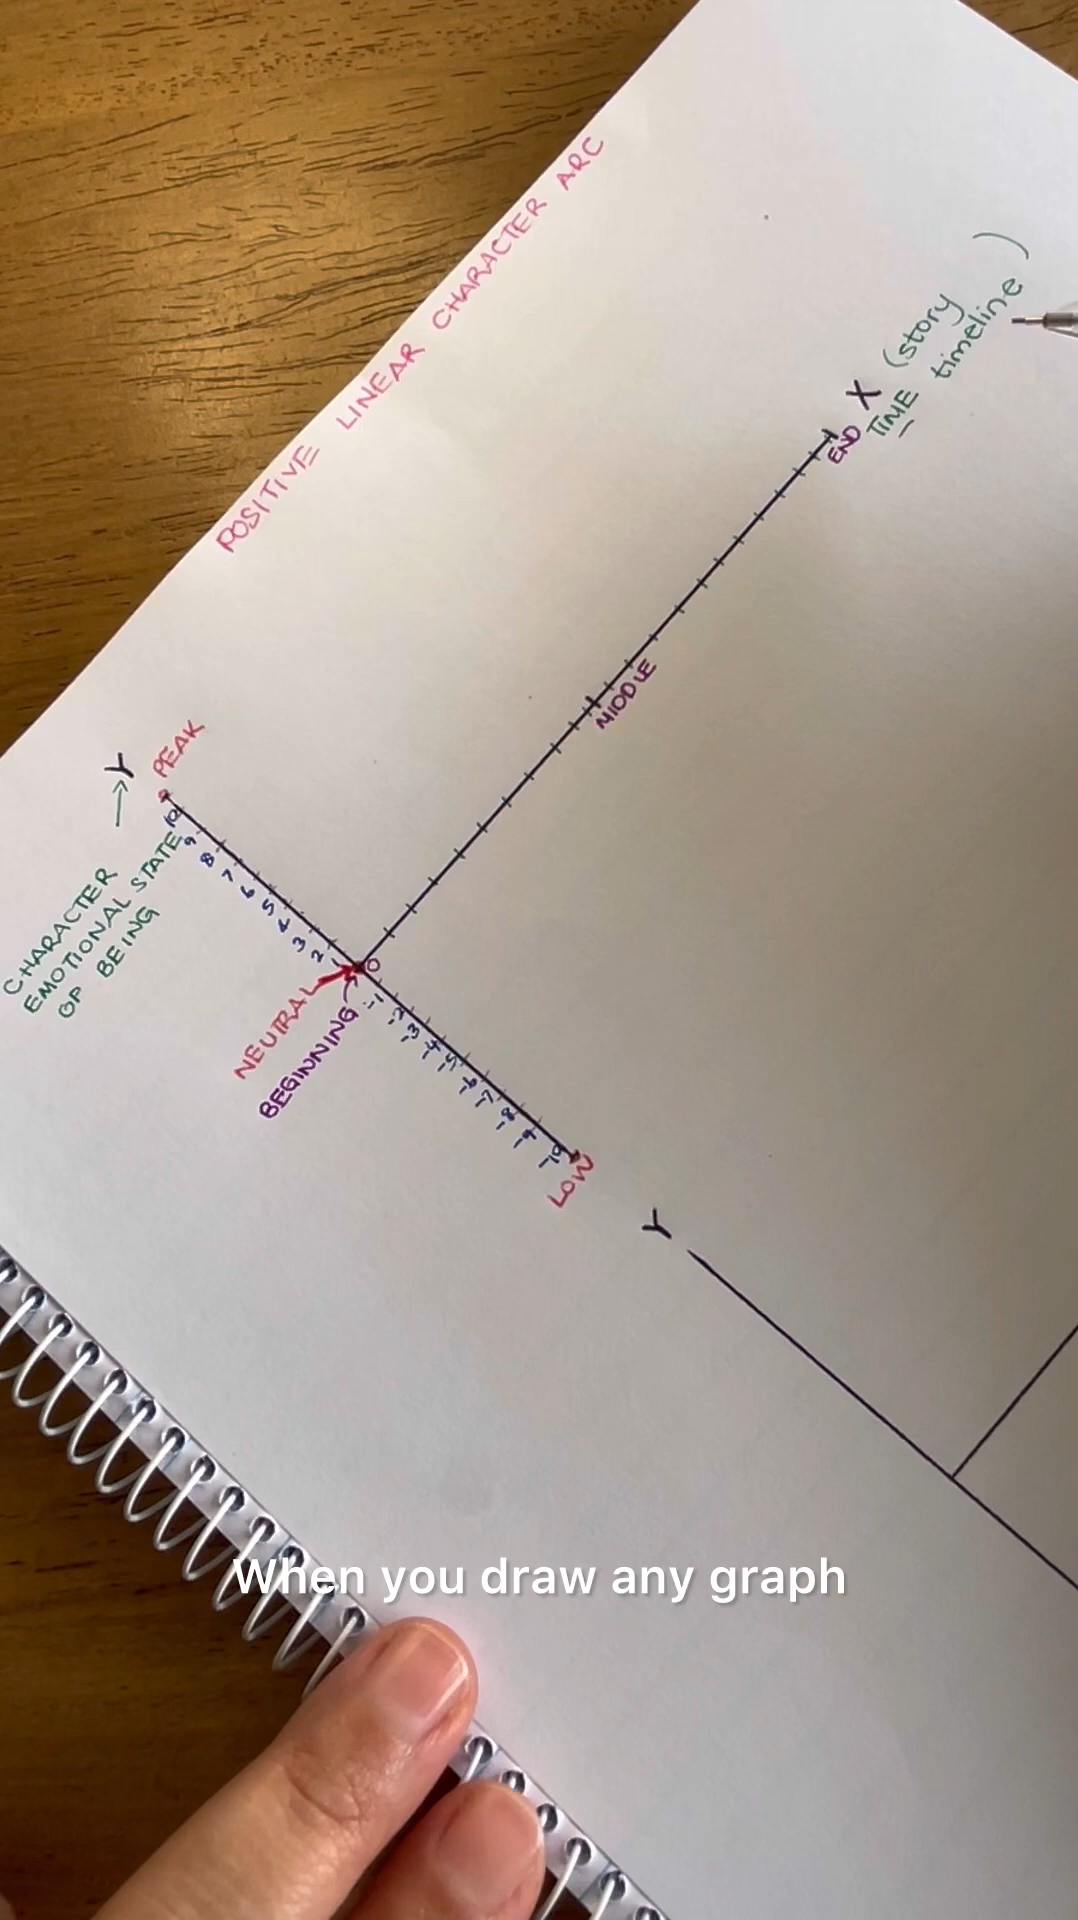 POSITIVE LINEAR CHARACTER ARC
Y
PEAK
CHARACTER
EMOTIONAL STATE
OF BEING
10
9
8
7
6
5
4
3
2
1
0
NEUTRAL
BEGINNING
-1
-2
-3
-4
-5
-6
-7
-8
-9
-10
LOW
MIDDLE
END
X
TIME (story
timeline)
Y
When you draw any graph